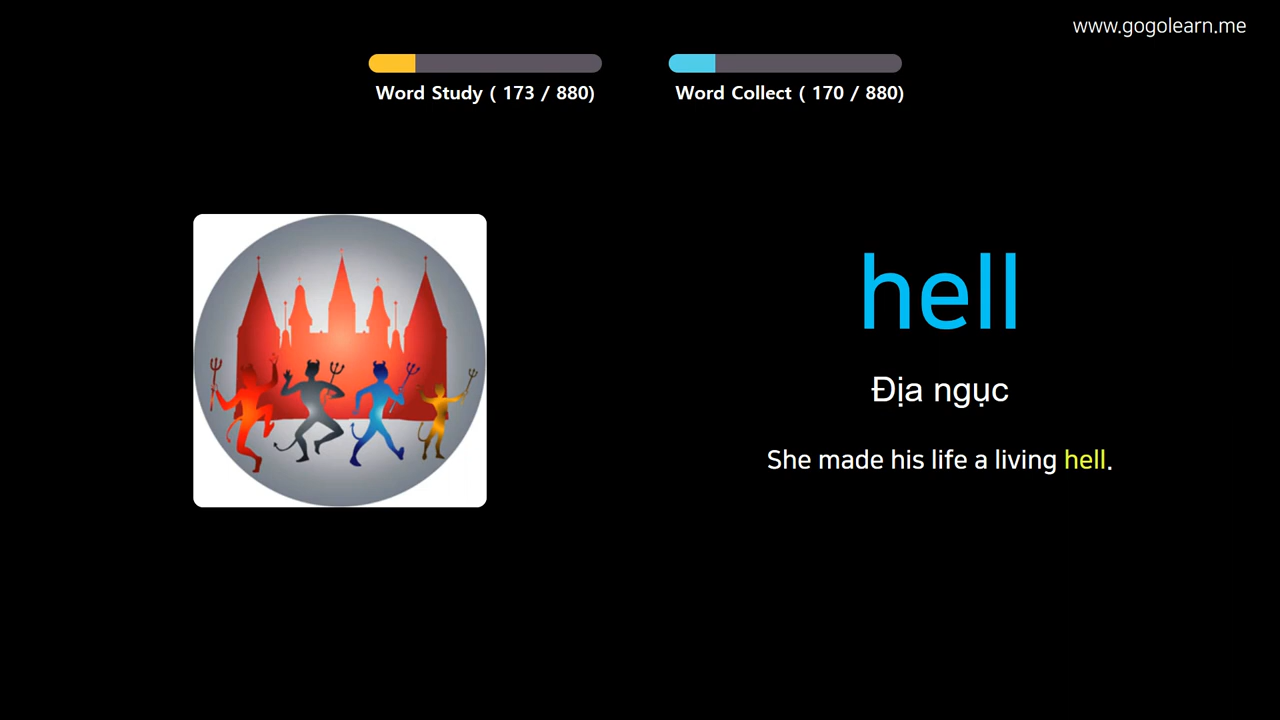 www.gogolearn.me
Word Study ( 173 / 880)
Word Collect ( 170 / 880)
hell
Địa ngục
She made his life a living hell.